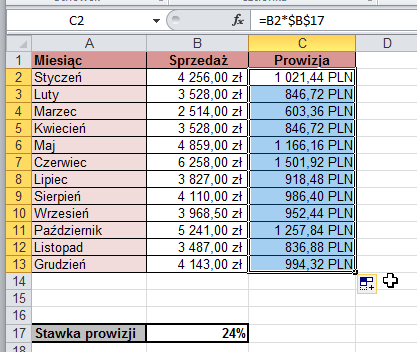 C2 fx =B2*$B$17
A B C D
1 Miesiąc Sprzedaż Prowizja
2 Styczeń 4 256,00 zł 1 021,44 PLN
3 Luty 3 528,00 zł 846,72 PLN
4 Marzec 2 514,00 zł 603,36 PLN
5 Kwiecień 3 528,00 zł 846,72 PLN
6 Maj 4 859,00 zł 1 166,16 PLN
7 Czerwiec 6 258,00 zł 1 501,92 PLN
8 Lipiec 3 827,00 zł 918,48 PLN
9 Sierpień 4 110,00 zł 986,40 PLN
10 Wrzesień 3 968,50 zł 952,44 PLN
11 Październik 5 241,00 zł 1 257,84 PLN
12 Listopad 3 487,00 zł 836,88 PLN
13 Grudzień 4 143,00 zł 994,32 PLN
14
15
16
17 Stawka prowizji 24%
18